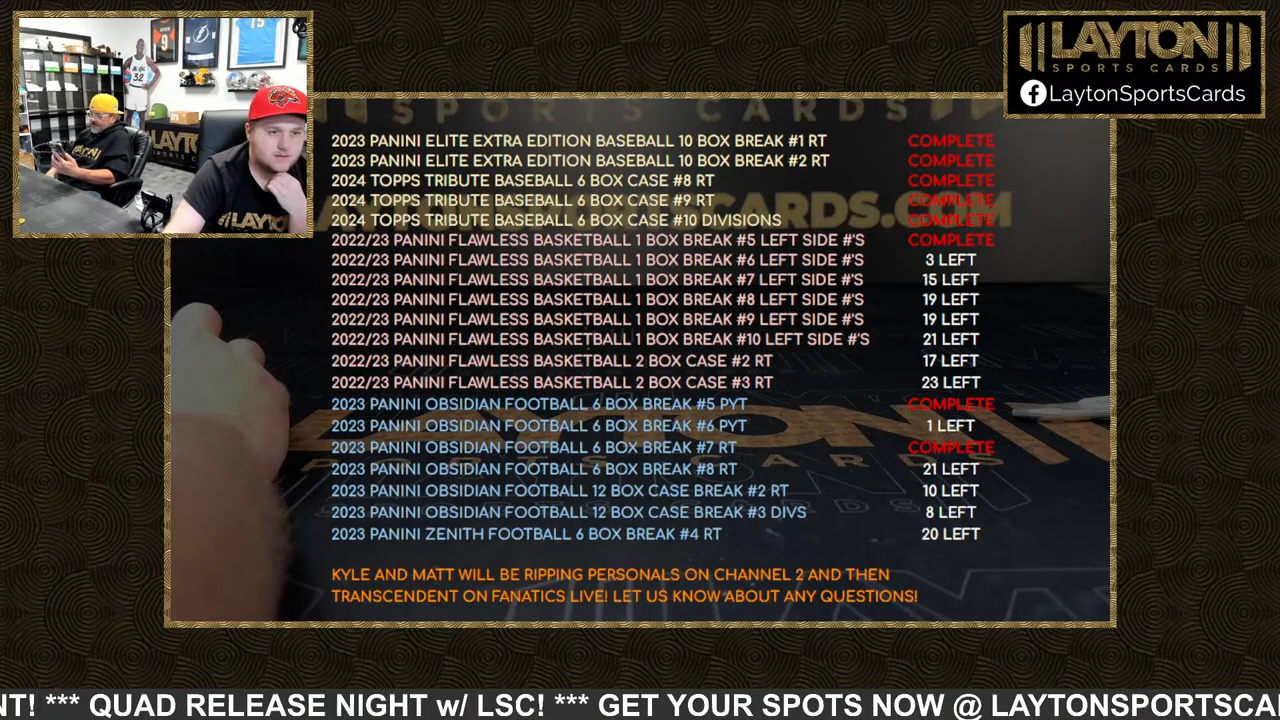 LAYTON
SPORTS CARDS
LaytonSportsCards
SPORTS CARDS
2023 PANINI ELITE EXTRA EDITION BASEBALL 10 BOX BREAK #1 RT COMPLETE
2023 PANINI ELITE EXTRA EDITION BASEBALL 10 BOX BREAK #2 RT COMPLETE
2024 TOPPS TRIBUTE BASEBALL 6 BOX CASE #8 RT COMPLETE
2024 TOPPS TRIBUTE BASEBALL 6 BOX CASE #9 RT COMPLETE
2024 TOPPS TRIBUTE BASEBALL 6 BOX CASE #10 DIVISIONS COMPLETE
2022/23 PANINI FLAWLESS BASKETBALL 1 BOX BREAK #5 LEFT SIDE #'S COMPLETE
2022/23 PANINI FLAWLESS BASKETBALL 1 BOX BREAK #6 LEFT SIDE #'S 3 LEFT
2022/23 PANINI FLAWLESS BASKETBALL 1 BOX BREAK #7 LEFT SIDE #'S 15 LEFT
2022/23 PANINI FLAWLESS BASKETBALL 1 BOX BREAK #8 LEFT SIDE #'S 19 LEFT
2022/23 PANINI FLAWLESS BASKETBALL 1 BOX BREAK #9 LEFT SIDE #'S 19 LEFT
2022/23 PANINI FLAWLESS BASKETBALL 1 BOX BREAK #10 LEFT SIDE #'S 21 LEFT
2022/23 PANINI FLAWLESS BASKETBALL 2 BOX CASE #2 RT 17 LEFT
2022/23 PANINI FLAWLESS BASKETBALL 2 BOX CASE #3 RT 23 LEFT
2023 PANINI OBSIDIAN FOOTBALL 6 BOX BREAK #5 PYT COMPLETE
2023 PANINI OBSIDIAN FOOTBALL 6 BOX BREAK #6 PYT 1 LEFT
2023 PANINI OBSIDIAN FOOTBALL 6 BOX BREAK #7 RT COMPLETE
2023 PANINI OBSIDIAN FOOTBALL 6 BOX BREAK #8 RT 21 LEFT
2023 PANINI OBSIDIAN FOOTBALL 12 BOX CASE BREAK #2 RT 10 LEFT
2023 PANINI OBSIDIAN FOOTBALL 12 BOX CASE BREAK #3 DIVS 8 LEFT
2023 PANINI ZENITH FOOTBALL 6 BOX BREAK #4 RT 20 LEFT
KYLE AND MATT WILL BE RIPPING PERSONALS ON CHANNEL 2 AND THEN
TRANSCENDENT ON FANATICS LIVE! LET US KNOW ABOUT ANY QUESTIONS!
NT! *** QUAD RELEASE NIGHT w/ LSC! *** GET YOUR SPOTS NOW @ LAYTONSPORTSCA